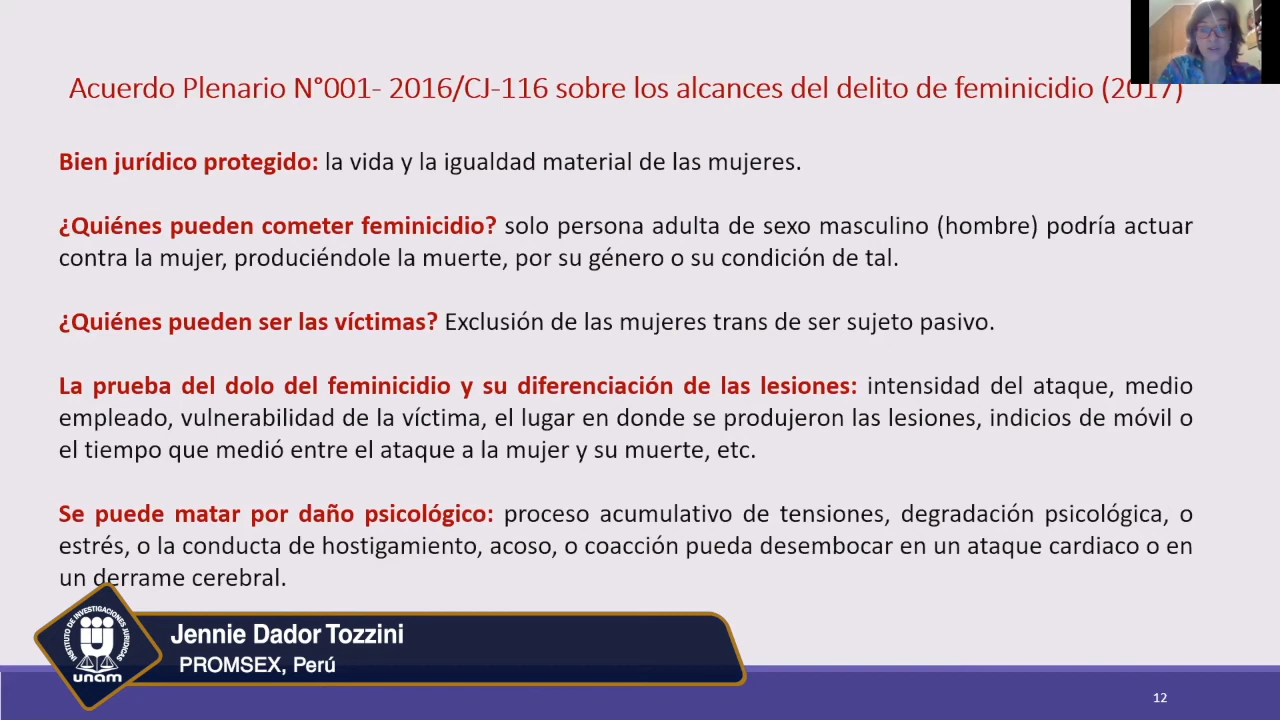 Acuerdo Plenario N°001- 2016/CJ-116 sobre los alcances del delito de feminicidio (2017)
Bien jurídico protegido: la vida y la igualdad material de las mujeres.
¿Quiénes pueden cometer feminicidio? solo persona adulta de sexo masculino (hombre) podría actuar
contra la mujer, produciéndole la muerte, por su género o su condición de tal.
¿Quiénes pueden ser las víctimas? Exclusión de las mujeres trans de ser sujeto pasivo.
La prueba del dolo del feminicidio y su diferenciación de las lesiones: intensidad del ataque, medio
empleado, vulnerabilidad de la víctima, el lugar en donde se produjeron las lesiones, indicios de móvil o
el tiempo que medió entre el ataque a la mujer y su muerte, etc.
Se puede matar por daño psicológico: proceso acumulativo de tensiones, degradación psicológica, o
estrés, o la conducta de hostigamiento, acoso, o coacción pueda desembocar en un ataque cardiaco o en
un derrame cerebral.
INSTITUTO DE INVESTIGACIONES JURÍDICAS
unam
Jennie Dador Tozzini
PROMSEX, Perú
12